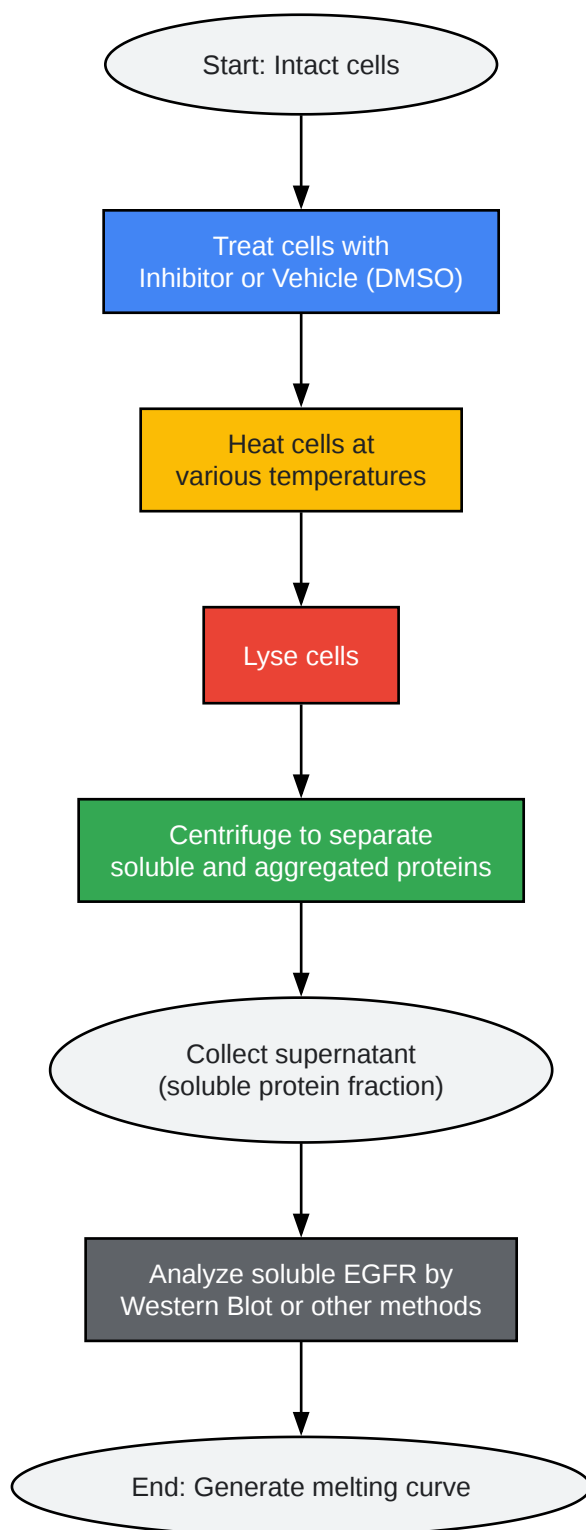 Start: Intact cells
Treat cells with
Inhibitor or Vehicle (DMSO)
Heat cells at
various temperatures
Lyse cells
Centrifuge to separate
soluble and aggregated proteins
Collect supernatant
(soluble protein fraction)
Analyze soluble EGFR by
Western Blot or other methods
End: Generate melting curve